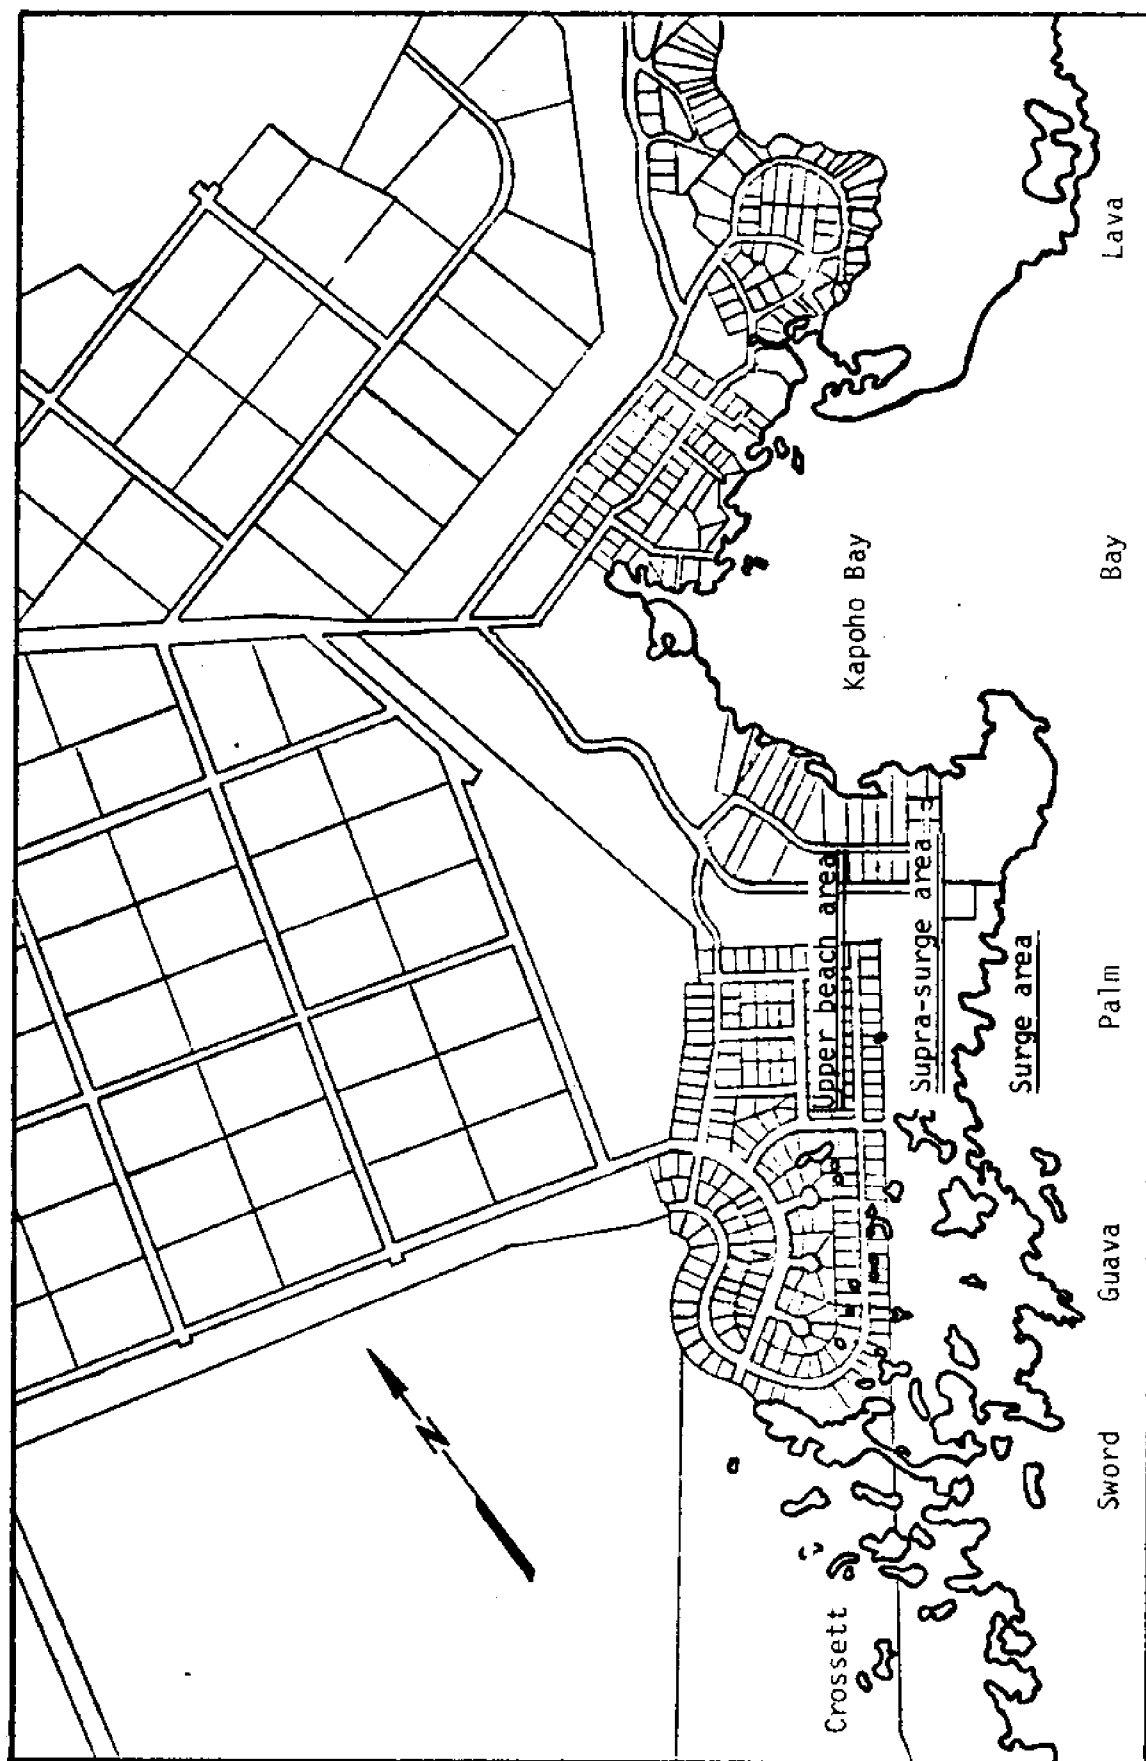 Crossett
Upper beach area
Kapoho Bay
Supra-surge area
Surge area
Sword
Guava
Palm
Bay
Lava
N